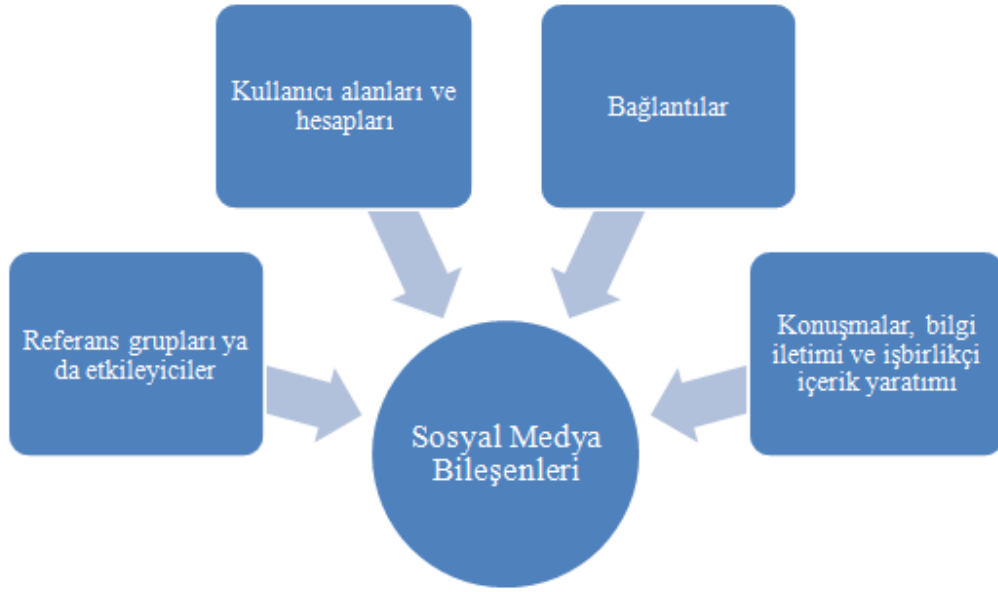 Kullanıcı alanları ve
hesapları
Bağlantılar
Referans grupları ya
da etkileyiciler
Konuşmalar, bilgi
iletimi ve işbirlikçi
içerik yaratımı
Sosyal Medya
Bileşenleri